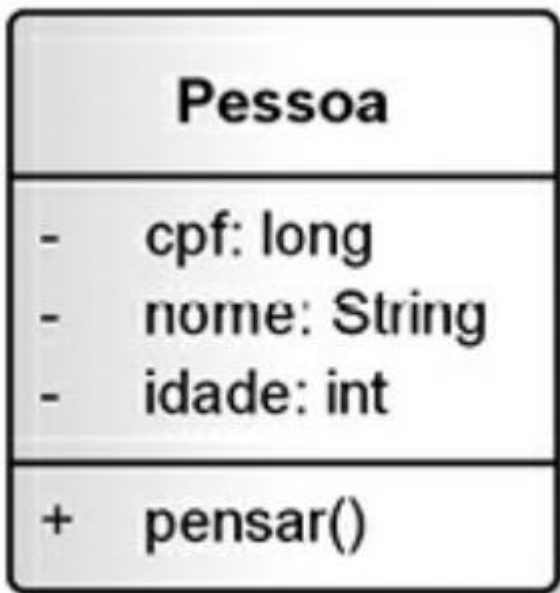 Pessoa
- cpf: long
- nome: String
- idade: int
+ pensar()